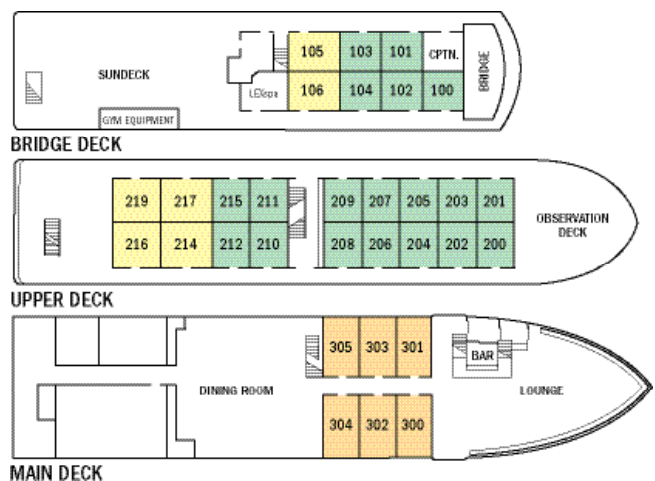 105 103 101 CPTN.
SUNDECK
BRIDGE
LEXspa 106 104 102 100
GYM EQUIPMENT
BRIDGE DECK
219 217 215 211 209 207 205 203 201
OBSERVATION
DECK
216 214 212 210 208 206 204 202 200
UPPER DECK
305 303 301
BAR
DINING ROOM
LOUNGE
304 302 300
MAIN DECK